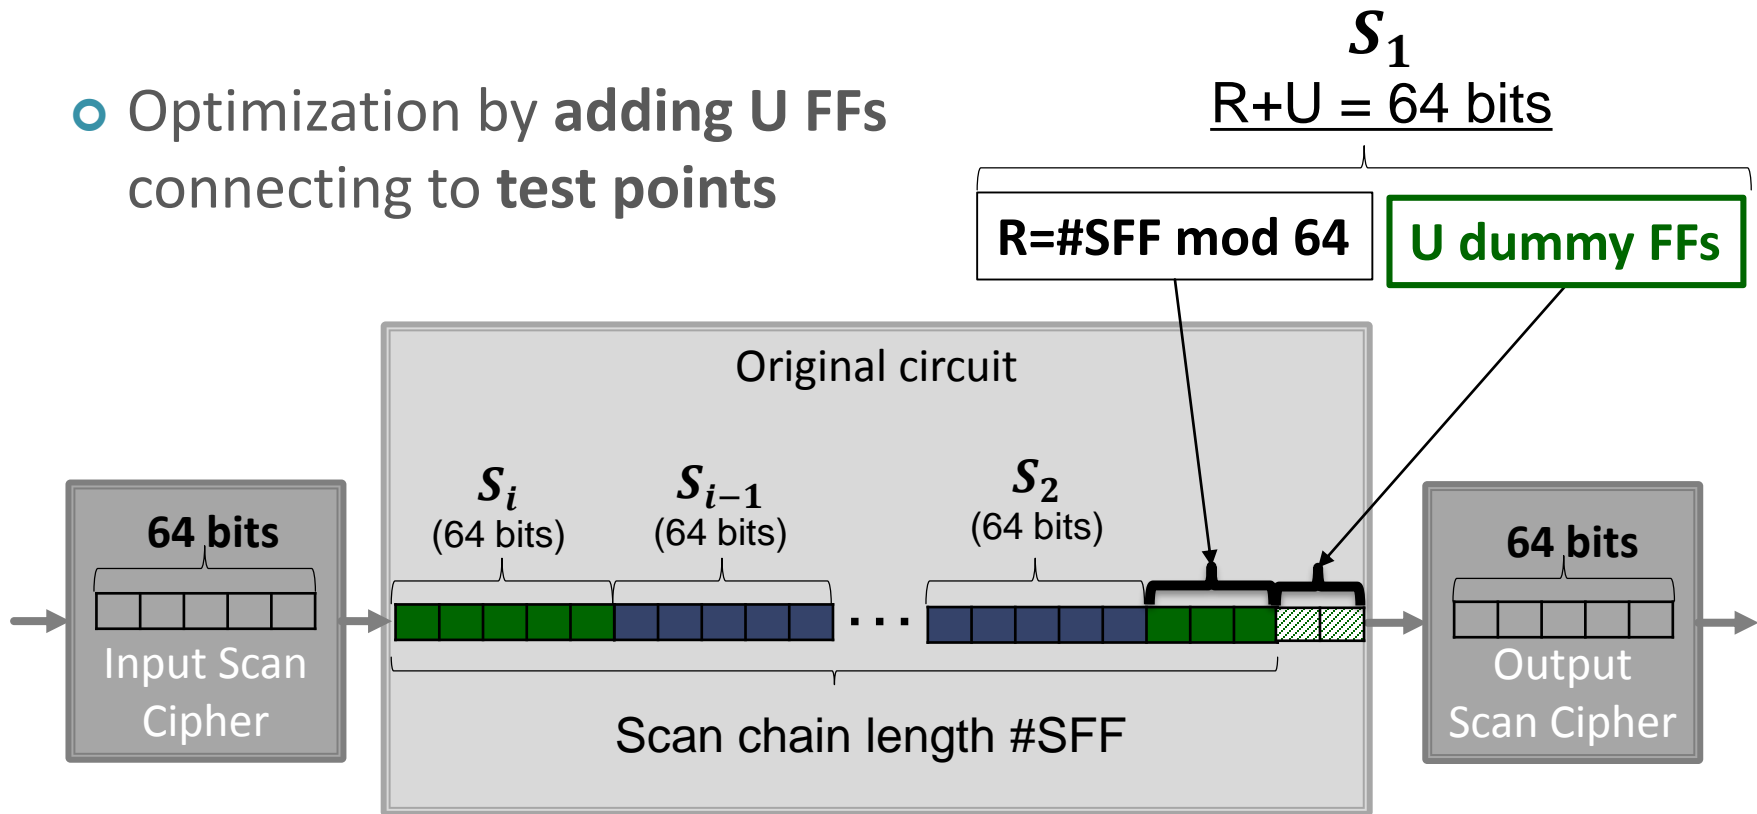 Optimization by adding U FFs
connecting to test points
S₁
R+U = 64 bits
R=#SFF mod 64
U dummy FFs
Original circuit
Sᵢ
(64 bits)
Sᵢ₋₁
(64 bits)
S₂
(64 bits)
64 bits
Input Scan
Cipher
...
Scan chain length #SFF
64 bits
Output
Scan Cipher